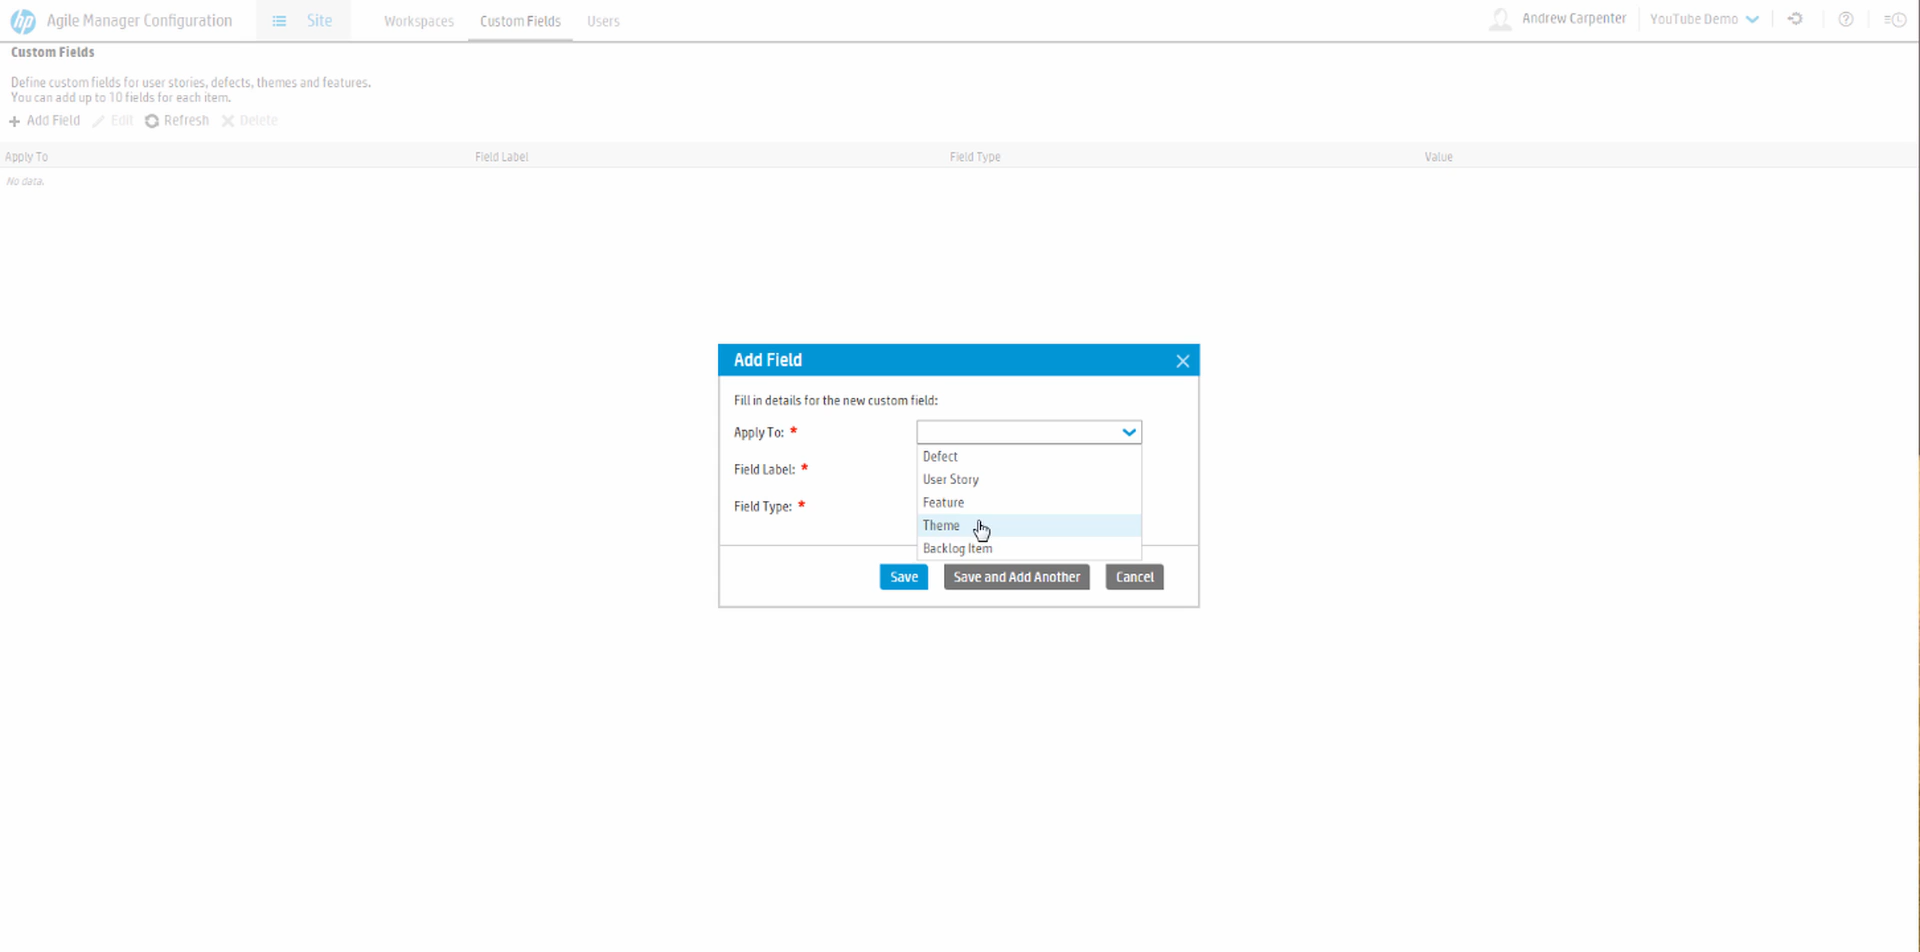 hp Agile Manager Configuration Site Workspaces Custom Fields Users Andrew Carpenter YouTube Demo
Custom Fields
Define custom fields for user stories, defects, themes and features.
You can add up to 10 fields for each item.
+ Add Field Edit Refresh Delete
Apply To Field Label Field Type Value
No data.
Add Field
Fill in details for the new custom field:
Apply To: *
Defect
Field Label: *
User Story
Feature
Field Type: *
Theme
Backlog Item
Save Save and Add Another Cancel